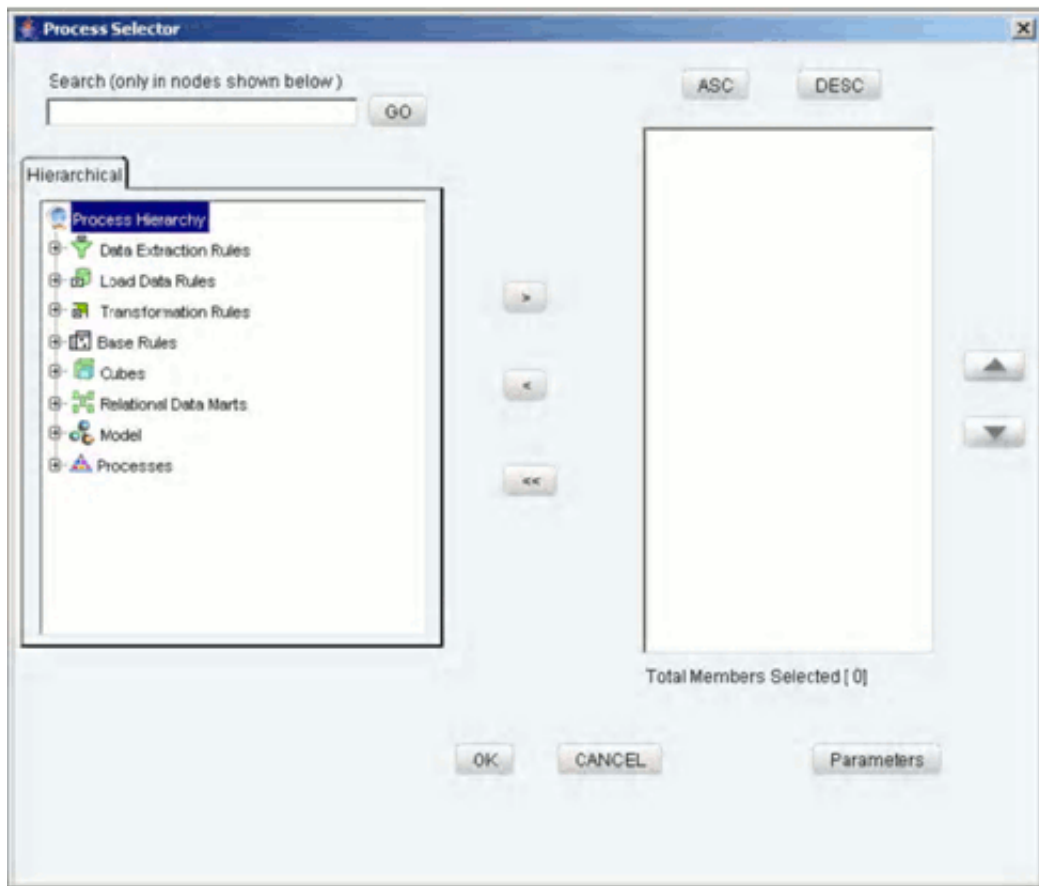 Process Selector
Search (only in nodes shown below )
GO
ASC
DESC
Hierarchical
Process Hierarchy
Data Extraction Rules
Load Data Rules
Transformation Rules
Base Rules
Cubes
Relational Data Marts
Model
Processes
>
<
<<
Total Members Selected [ 0]
OK
CANCEL
Parameters